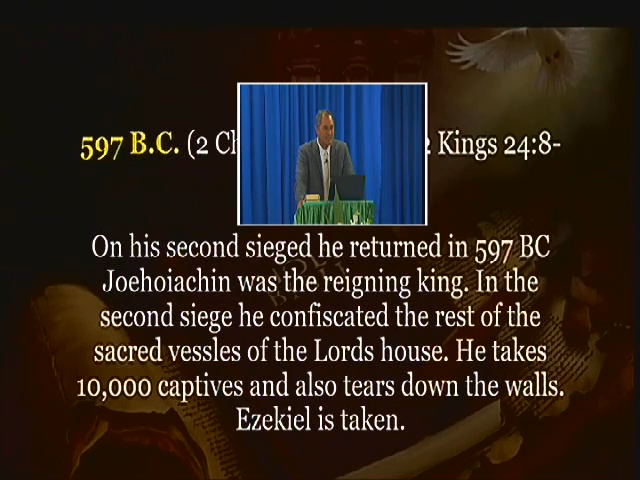 597 B.C. (2 Ch Kings 24:8-
On his second sieged he returned in 597 BC
Joehoiachin was the reigning king. In the
second siege he confiscated the rest of the
sacred vessles of the Lords house. He takes
10,000 captives and also tears down the walls.
Ezekiel is taken.